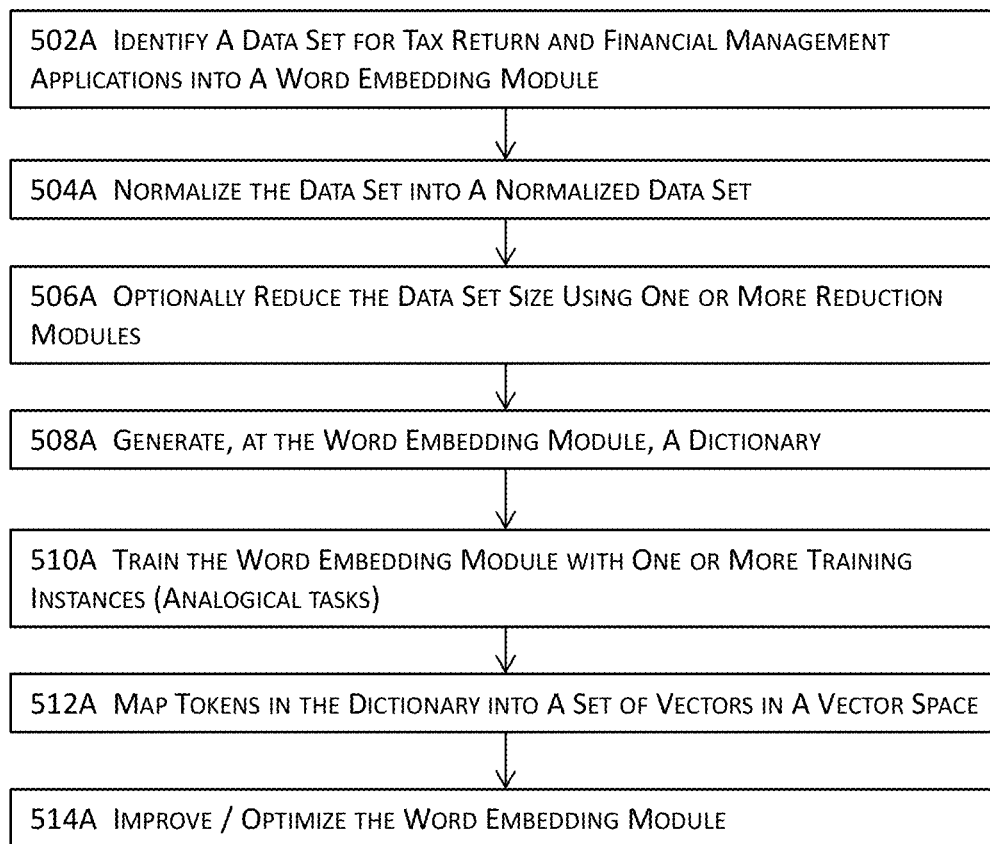 502A IDENTIFY A DATA SET FOR TAX RETURN AND FINANCIAL MANAGEMENT
APPLICATIONS INTO A WORD EMBEDDING MODULE
504A NORMALIZE THE DATA SET INTO A NORMALIZED DATA SET
506A OPTIONALLY REDUCE THE DATA SET SIZE USING ONE OR MORE REDUCTION
MODULES
508A GENERATE, AT THE WORD EMBEDDING MODULE, A DICTIONARY
510A TRAIN THE WORD EMBEDDING MODULE WITH ONE OR MORE TRAINING
INSTANCES (ANALOGICAL TASKS)
512A MAP TOKENS IN THE DICTIONARY INTO A SET OF VECTORS IN A VECTOR SPACE
514A IMPROVE / OPTIMIZE THE WORD EMBEDDING MODULE